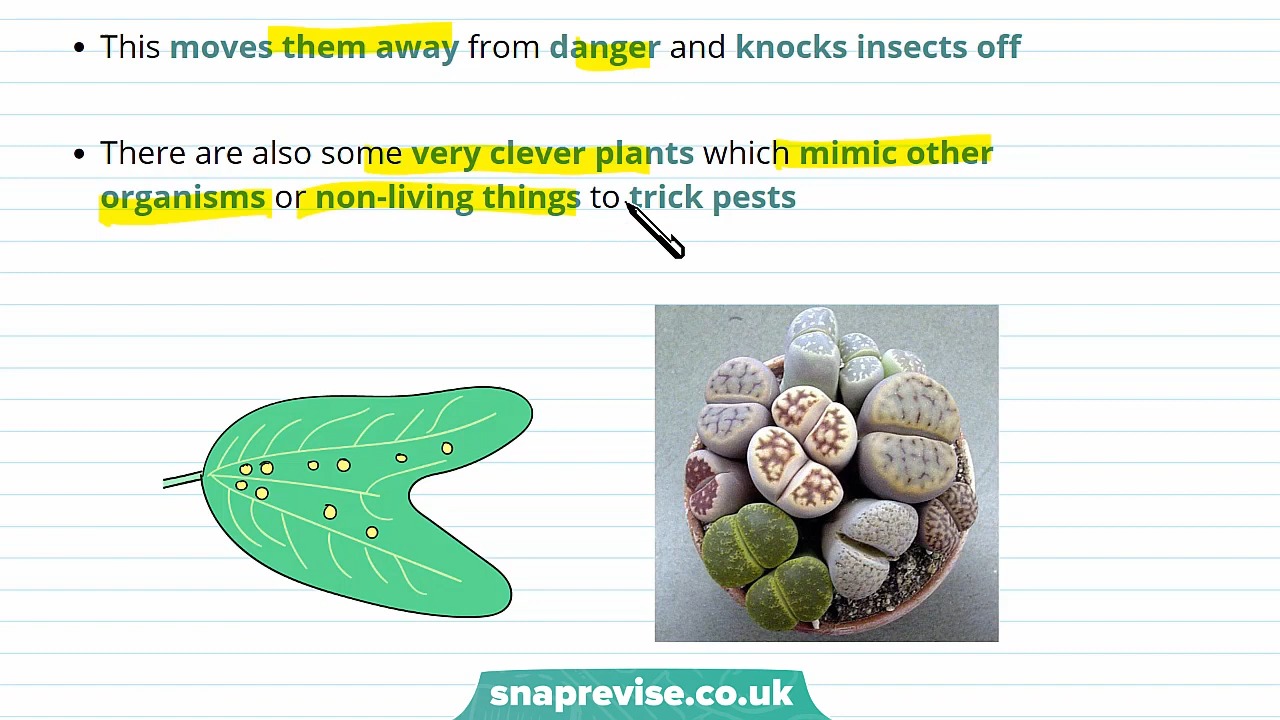 • This moves them away from danger and knocks insects off
• There are also some very clever plants which mimic other
organisms or non-living things to trick pests
snaprevise.co.uk